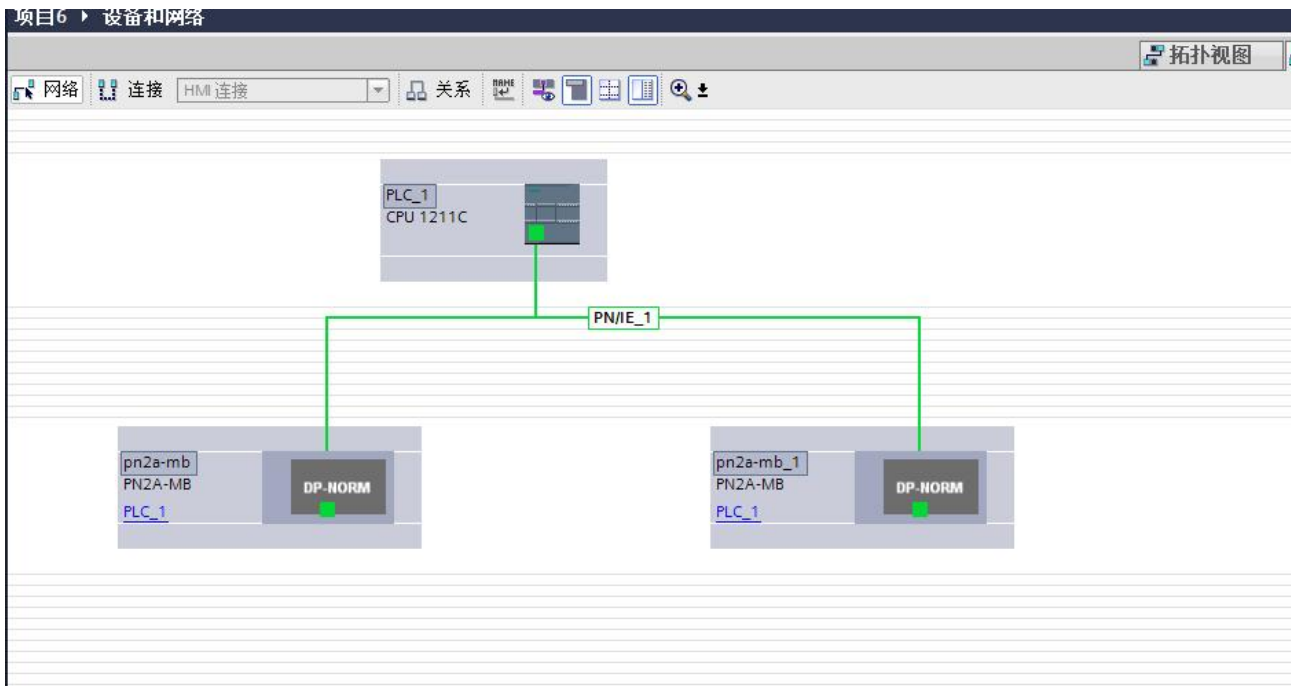 项目6 ▸ 设备和网络
拓扑视图
网络 连接 HMI 连接 关系
PLC_1
CPU 1211C
PN/IE_1
pn2a-mb
PN2A-MB
DP-NORM
PLC_1
pn2a-mb_1
PN2A-MB
DP-NORM
PLC_1